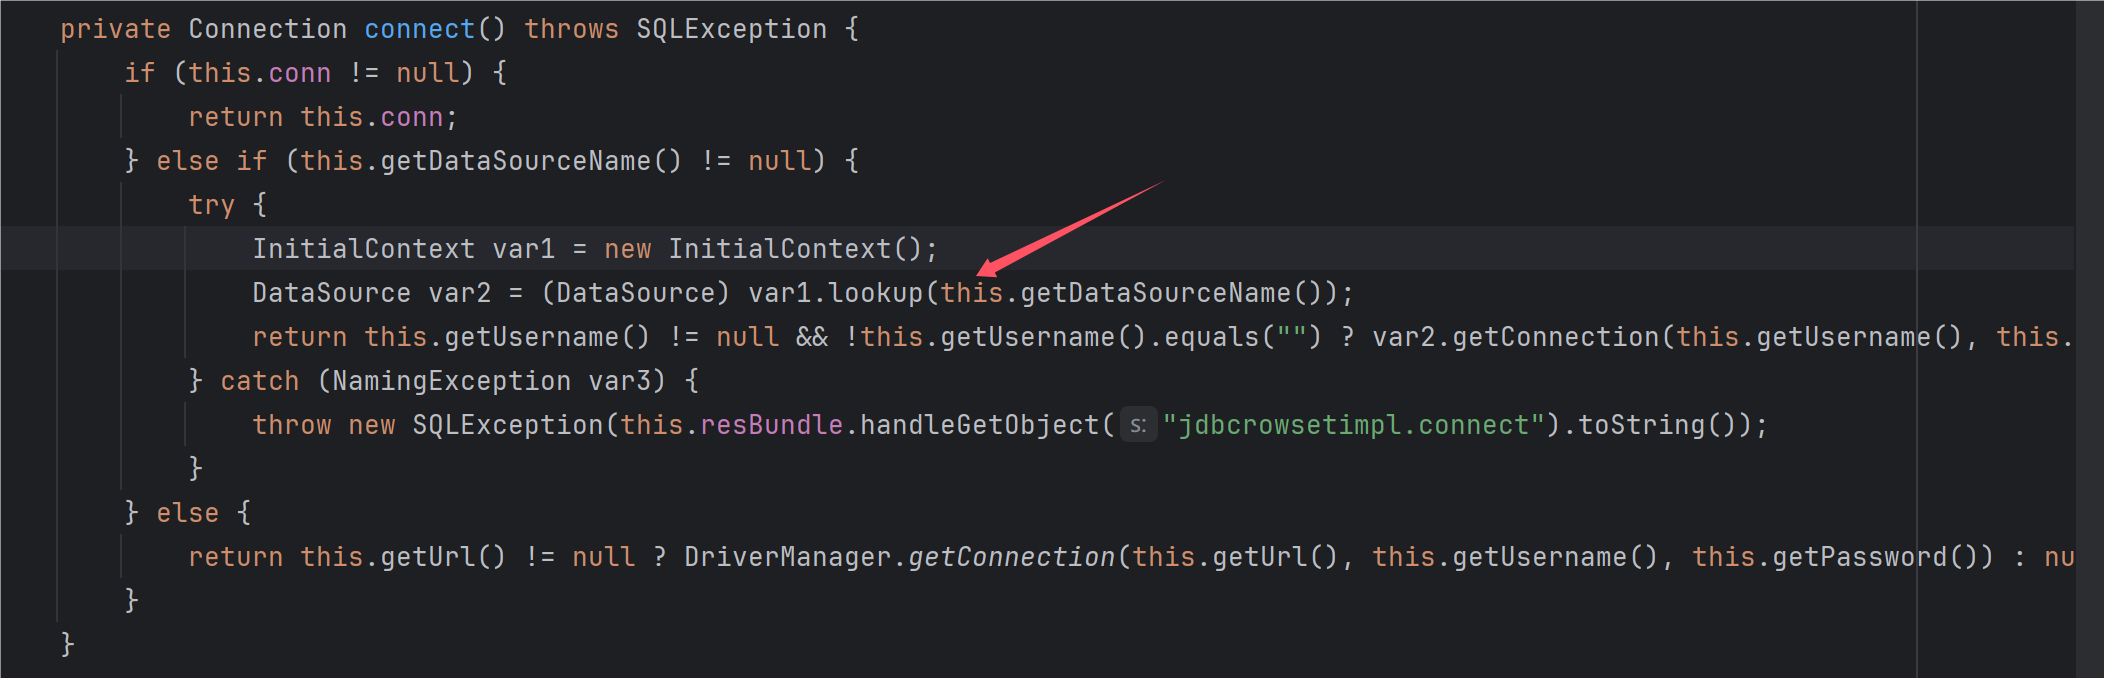 private Connection connect() throws SQLException {
if (this.conn != null) {
return this.conn;
} else if (this.getDataSourceName() != null) {
try {
InitialContext var1 = new InitialContext();
DataSource var2 = (DataSource) var1.lookup(this.getDataSourceName());
return this.getUsername() != null && !this.getUsername().equals("") ? var2.getConnection(this.getUsername(), this.
} catch (NamingException var3) {
throw new SQLException(this.resBundle.handleGetObject( s: "jdbcrowsetimpl.connect").toString());
}
} else {
return this.getUrl() != null ? DriverManager.getConnection(this.getUrl(), this.getUsername(), this.getPassword()) : nu
}
}